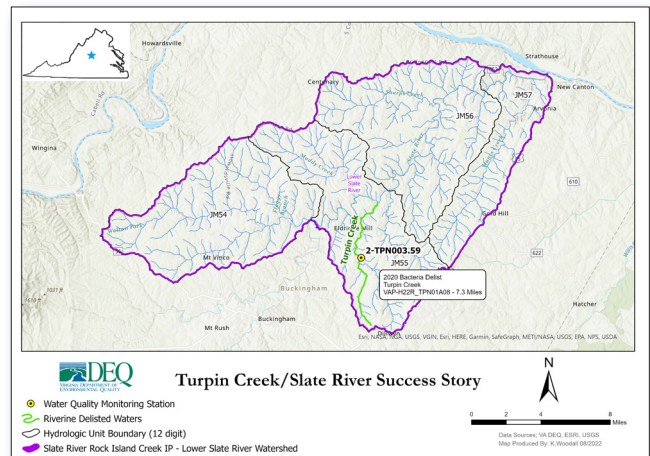 Howardsville
Strathouse
Centenary
New Canton
JM57
JM56
Arvonia
Wingina
Lower
Slate
River
610
JM54
Gold Hill
Eldridge Mill
Turpin Creek
2-TPN003.59
622
Mt Vinco
JM55
2020 Bacteria Delist
Turpin Creek
VAP-H22R_TPN01A08 - 7.3 Miles
Buckingham
Hatcher
Mt Rush
Buckingham
Esri, NASA, NGA, USGS, VGIN, Esri, HERE, Garmin, SafeGraph, METI/NASA, USGS, EPA, NPS, USDA
DEQ
VIRGINIA DEPARTMENT OF
ENVIRONMENTAL QUALITY
Turpin Creek/Slate River Success Story
N
Water Quality Monitoring Station
Riverine Delisted Waters
Hydrologic Unit Boundary (12 digit)
Slate River Rock Island Creek IP - Lower Slate River Watershed
0 2 4 8
Miles
Data Sources; VA DEQ, ESRI, USGS
Map Produced By: K.Woodall 08/2022